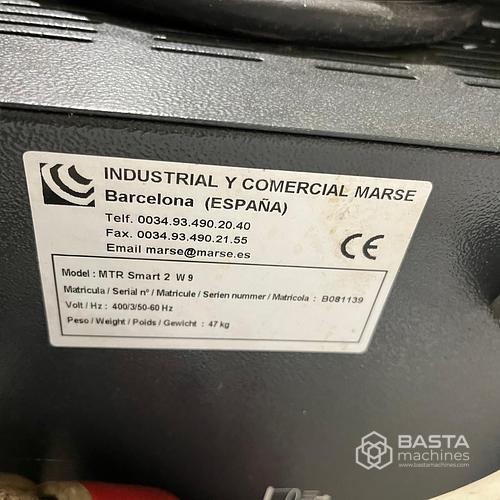 INDUSTRIAL Y COMERCIAL MARSE
Barcelona (ESPAÑA)
Telf. 0034.93.490.20.40
Fax. 0034.93.490.21.55
Email marse@marse.es
CE
Model : MTR Smart 2 W 9
Matricula / Serial nº / Matricule / Serien nummer / Matricola : B081139
Volt / Hz : 400/3/50-60 Hz
Peso / Weight / Poids / Gewicht : 47 kg
BASTA
machines
www.bastamachines.com